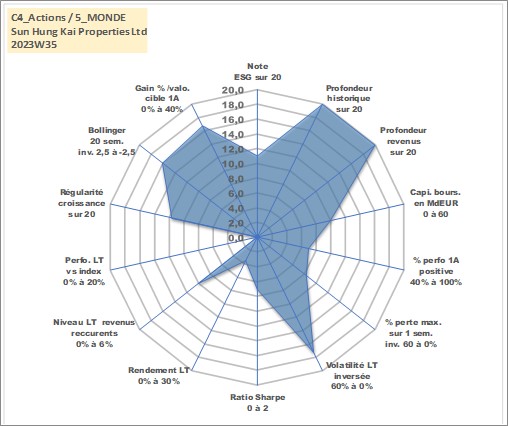 C4_Actions / 5_MONDE
Sun Hung Kai Properties Ltd
2023W35
Note
ESG sur 20
Profondeur
historique
sur 20
Profondeur
revenus
sur 20
Capi. bours.
en MdEUR
0 à 60
% perfo 1A
positive
40% à 100%
% perte max.
sur 1 sem.
inv. 60 à 0%
Volatilité LT
inversée
60% à 0%
Ratio Sharpe
0 à 2
Rendement LT
0% à 30%
Niveau LT revenus
reccurents
0% à 6%
Perfo. LT
vs index
0% à 20%
Régularité
croissance
sur 20
Bollinger
20 sem.
inv. 2,5 à -2,5
Gain %/valo.
cible 1A
0% à 40%
20,0
18,0
16,0
14,0
12,0
10,0
8,0
6,0
4,0
2,0
0,0